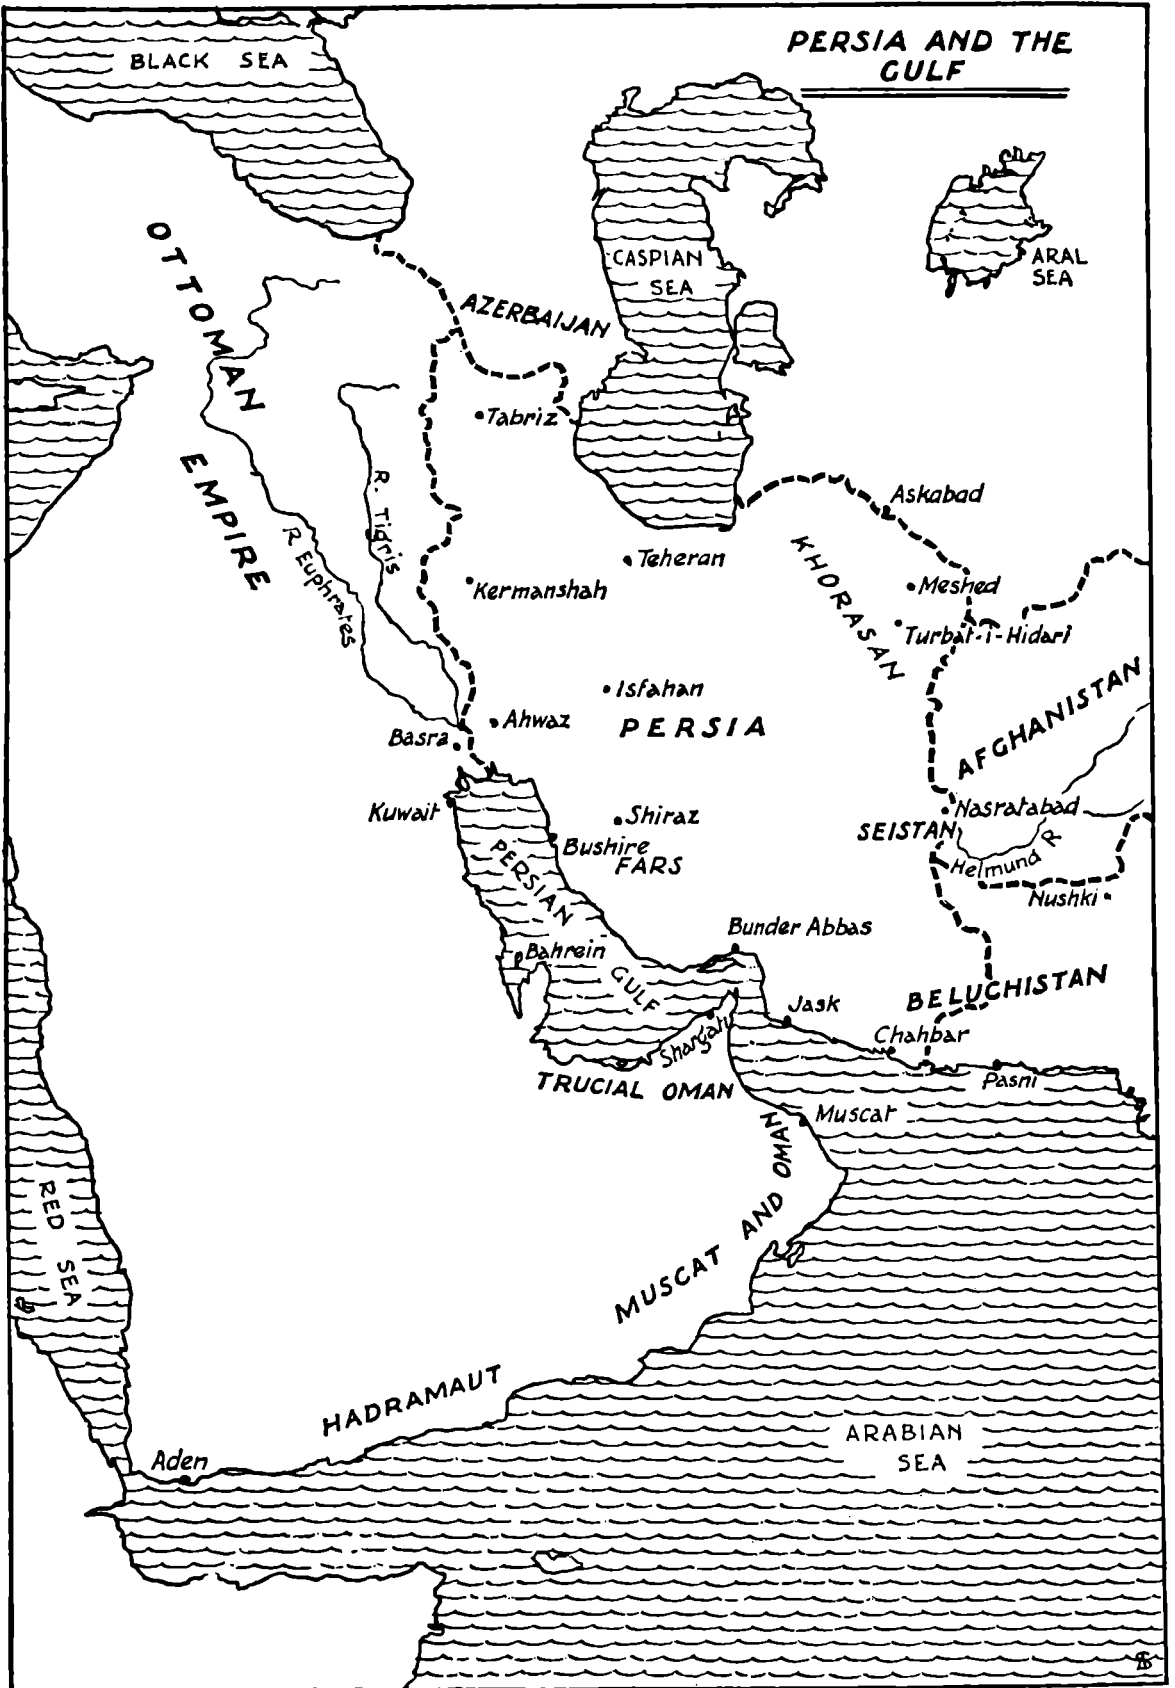 PERSIA AND THE
GULF
BLACK SEA
OTTOMAN
EMPIRE
CASPIAN
SEA
ARAL
SEA
AZERBAIJAN
Tabriz
R. Tigris
R Euphrates
Askabad
KHORASAN
Teheran
Meshed
Kermanshah
Turbat-i-Hidari
Isfahan
PERSIA
AFGHANISTAN
Ahwaz
Basra
Kuwait
Nasratabad
Shiraz
SEISTAN
Bushire
FARS
Helmund R
Nushki
PERSIAN
GULF
Bunder Abbas
Bahrein
BELUCHISTAN
Jask
Shargah
Chahbar
Pasni
TRUCIAL OMAN
Muscat
MUSCAT AND OMAN
RED SEA
HADRAMAUT
Aden
ARABIAN
SEA